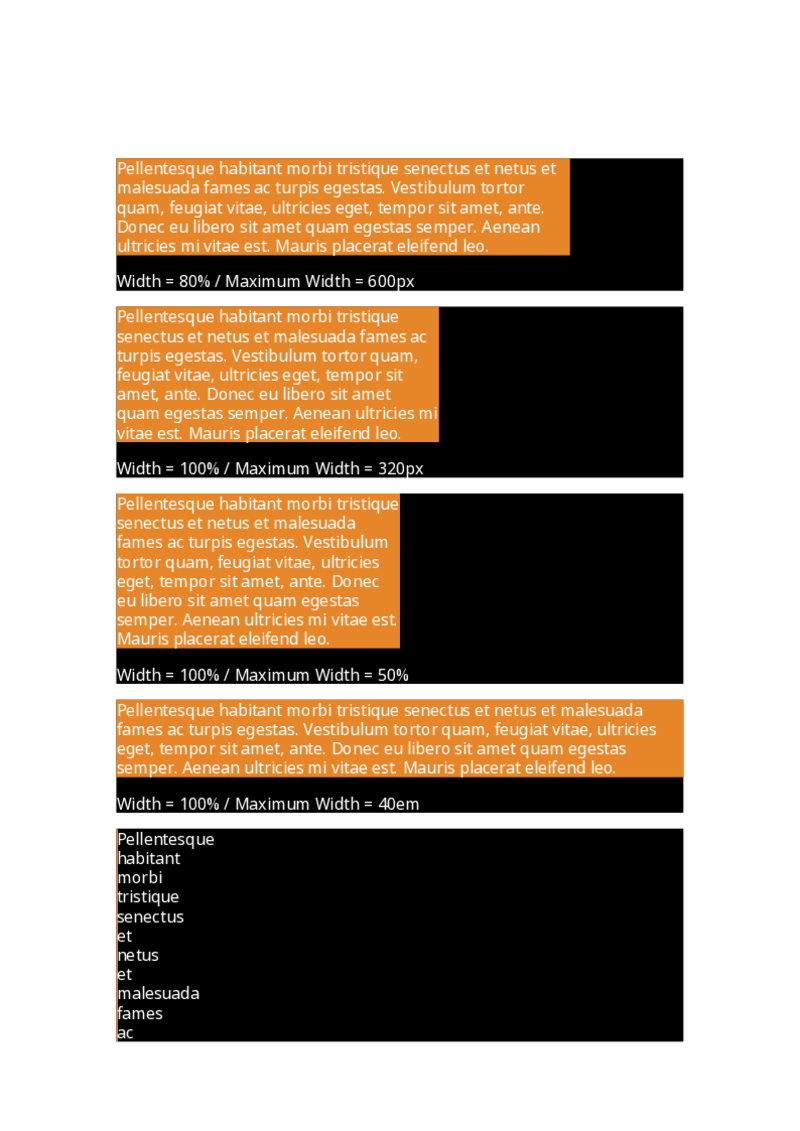 Pellentesque habitant morbi tristique senectus et netus et
malesuada fames ac turpis egestas. Vestibulum tortor
quam, feugiat vitae, ultricies eget, tempor sit amet, ante.
Donec eu libero sit amet quam egestas semper. Aenean
ultricies mi vitae est. Mauris placerat eleifend leo.
Width = 80% / Maximum Width = 600px
Pellentesque habitant morbi tristique
senectus et netus et malesuada fames ac
turpis egestas. Vestibulum tortor quam,
feugiat vitae, ultricies eget, tempor sit
amet, ante. Donec eu libero sit amet
quam egestas semper. Aenean ultricies mi
vitae est. Mauris placerat eleifend leo.
Width = 100% / Maximum Width = 320px
Pellentesque habitant morbi tristique
senectus et netus et malesuada
fames ac turpis egestas. Vestibulum
tortor quam, feugiat vitae, ultricies
eget, tempor sit amet, ante. Donec
eu libero sit amet quam egestas
semper. Aenean ultricies mi vitae est.
Mauris placerat eleifend leo.
Width = 100% / Maximum Width = 50%
Pellentesque habitant morbi tristique senectus et netus et malesuada
fames ac turpis egestas. Vestibulum tortor quam, feugiat vitae, ultricies
eget, tempor sit amet, ante. Donec eu libero sit amet quam egestas
semper. Aenean ultricies mi vitae est. Mauris placerat eleifend leo.
Width = 100% / Maximum Width = 40em
Pellentesque
habitant
morbi
tristique
senectus
et
netus
et
malesuada
fames
ac